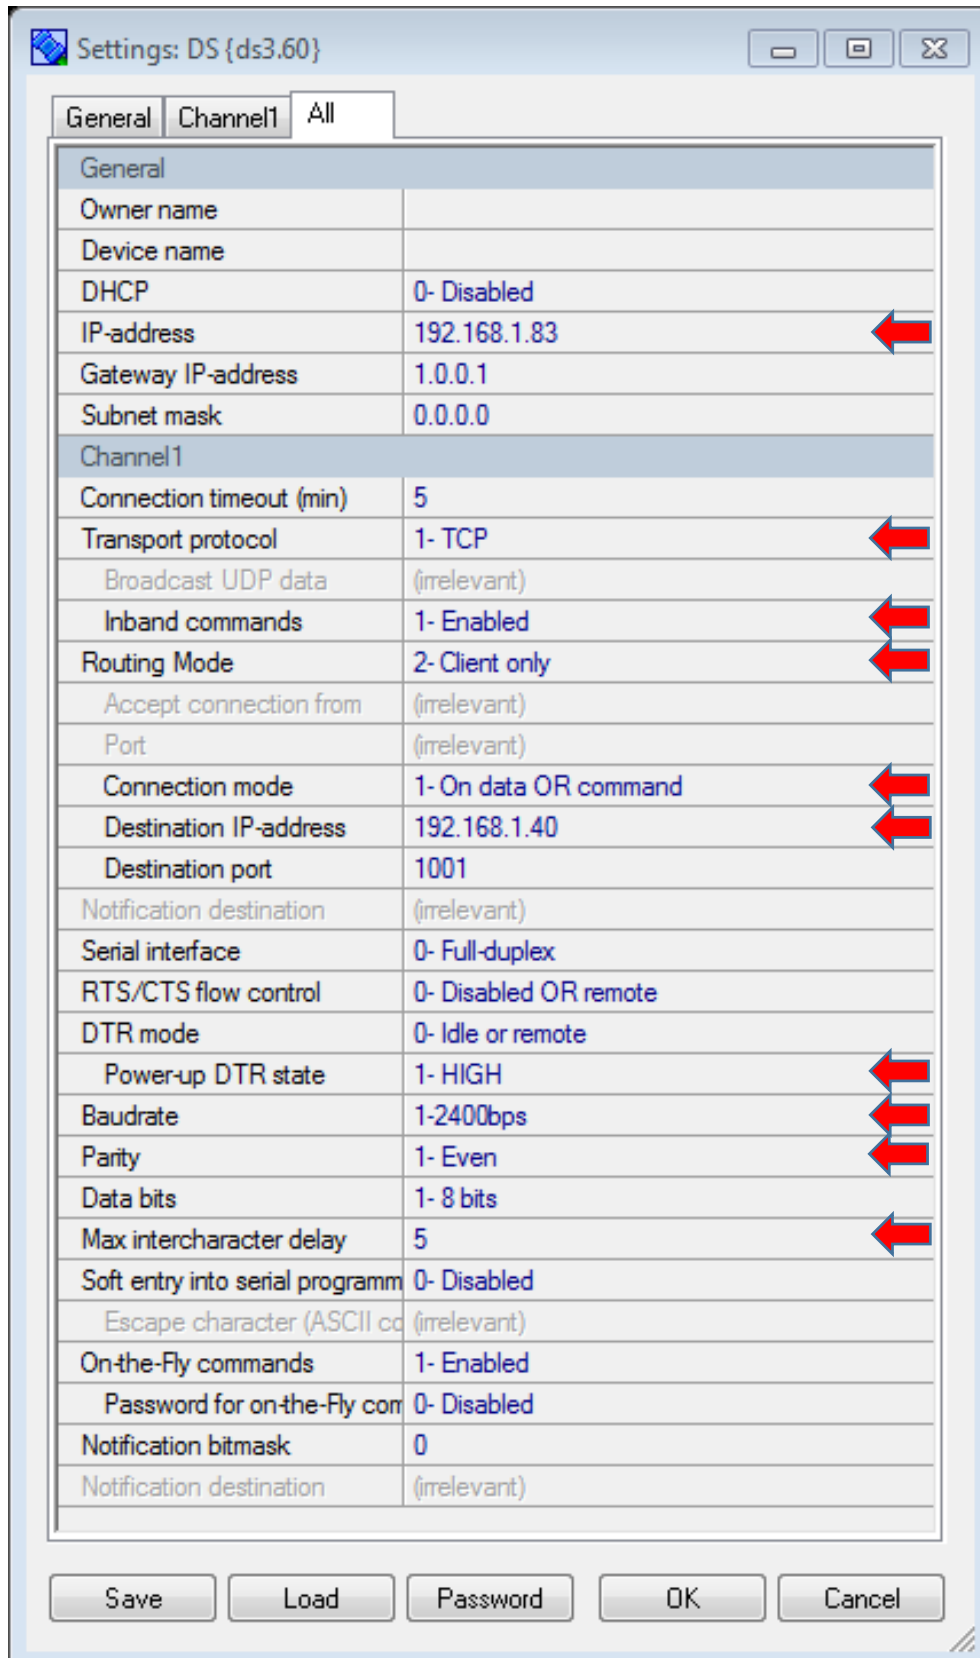 Settings: DS {ds3.60}
General Channel1 All
General
Owner name
Device name
DHCP 0- Disabled
IP-address 192.168.1.83
Gateway IP-address 1.0.0.1
Subnet mask 0.0.0.0
Channel1
Connection timeout (min) 5
Transport protocol 1- TCP
Broadcast UDP data (irrelevant)
Inband commands 1- Enabled
Routing Mode 2- Client only
Accept connection from (irrelevant)
Port (irrelevant)
Connection mode 1- On data OR command
Destination IP-address 192.168.1.40
Destination port 1001
Notification destination (irrelevant)
Serial interface 0- Full-duplex
RTS/CTS flow control 0- Disabled OR remote
DTR mode 0- Idle or remote
Power-up DTR state 1- HIGH
Baudrate 1-2400bps
Parity 1- Even
Data bits 1- 8 bits
Max intercharacter delay 5
Soft entry into serial programm 0- Disabled
Escape character (ASCII co (irrelevant)
On-the-Fly commands 1- Enabled
Password for on-the-Fly com 0- Disabled
Notification bitmask 0
Notification destination (irrelevant)
Save Load Password OK Cancel